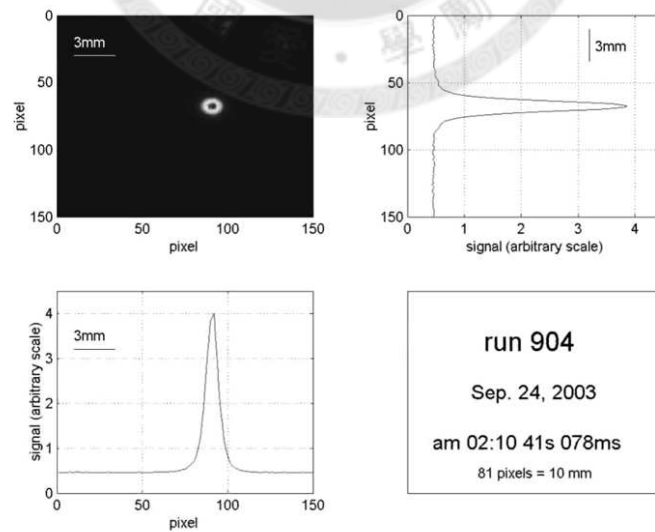 0
50
100
150
pixel
3mm
0 50 100 150
pixel
0
50
100
150
pixel
3mm
0 1 2 3 4
signal (arbitrary scale)
4
3
2
1
0
signal (arbitrary scale)
3mm
0 50 100 150
pixel
run 904
Sep. 24, 2003
am 02:10 41s 078ms
81 pixels = 10 mm